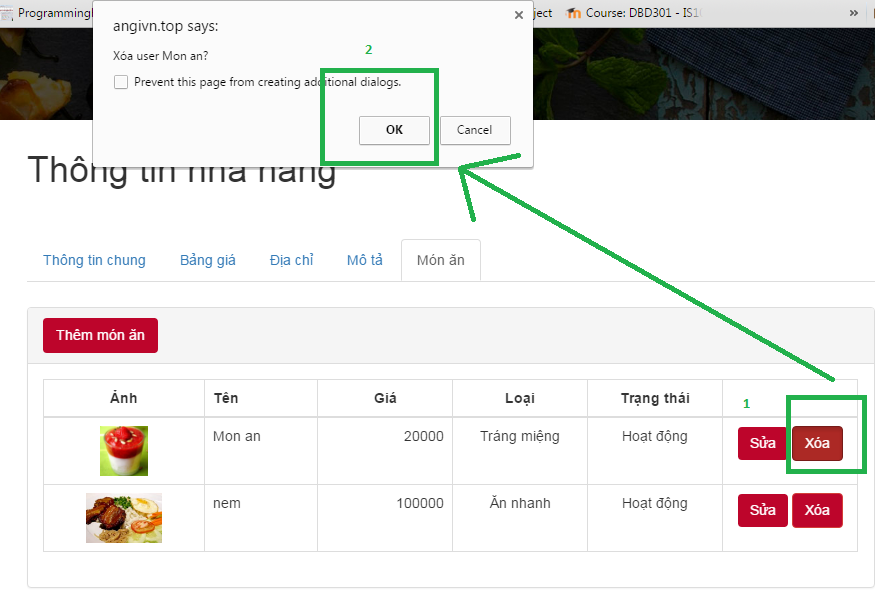 Programming
ject
Course: DBD301 - IS1
»
angivn.top says:
×
Xóa user Mon an?
Prevent this page from creating additional dialogs.
2
OK
Cancel
Thông tin nhà hàng
Thông tin chung
Bảng giá
Địa chỉ
Mô tả
Món ăn
Thêm món ăn
Ảnh Tên Giá Loại Trạng thái
1
Mon an 20000 Tráng miệng Hoạt động Sửa Xóa
nem 100000 Ăn nhanh Hoạt động Sửa Xóa